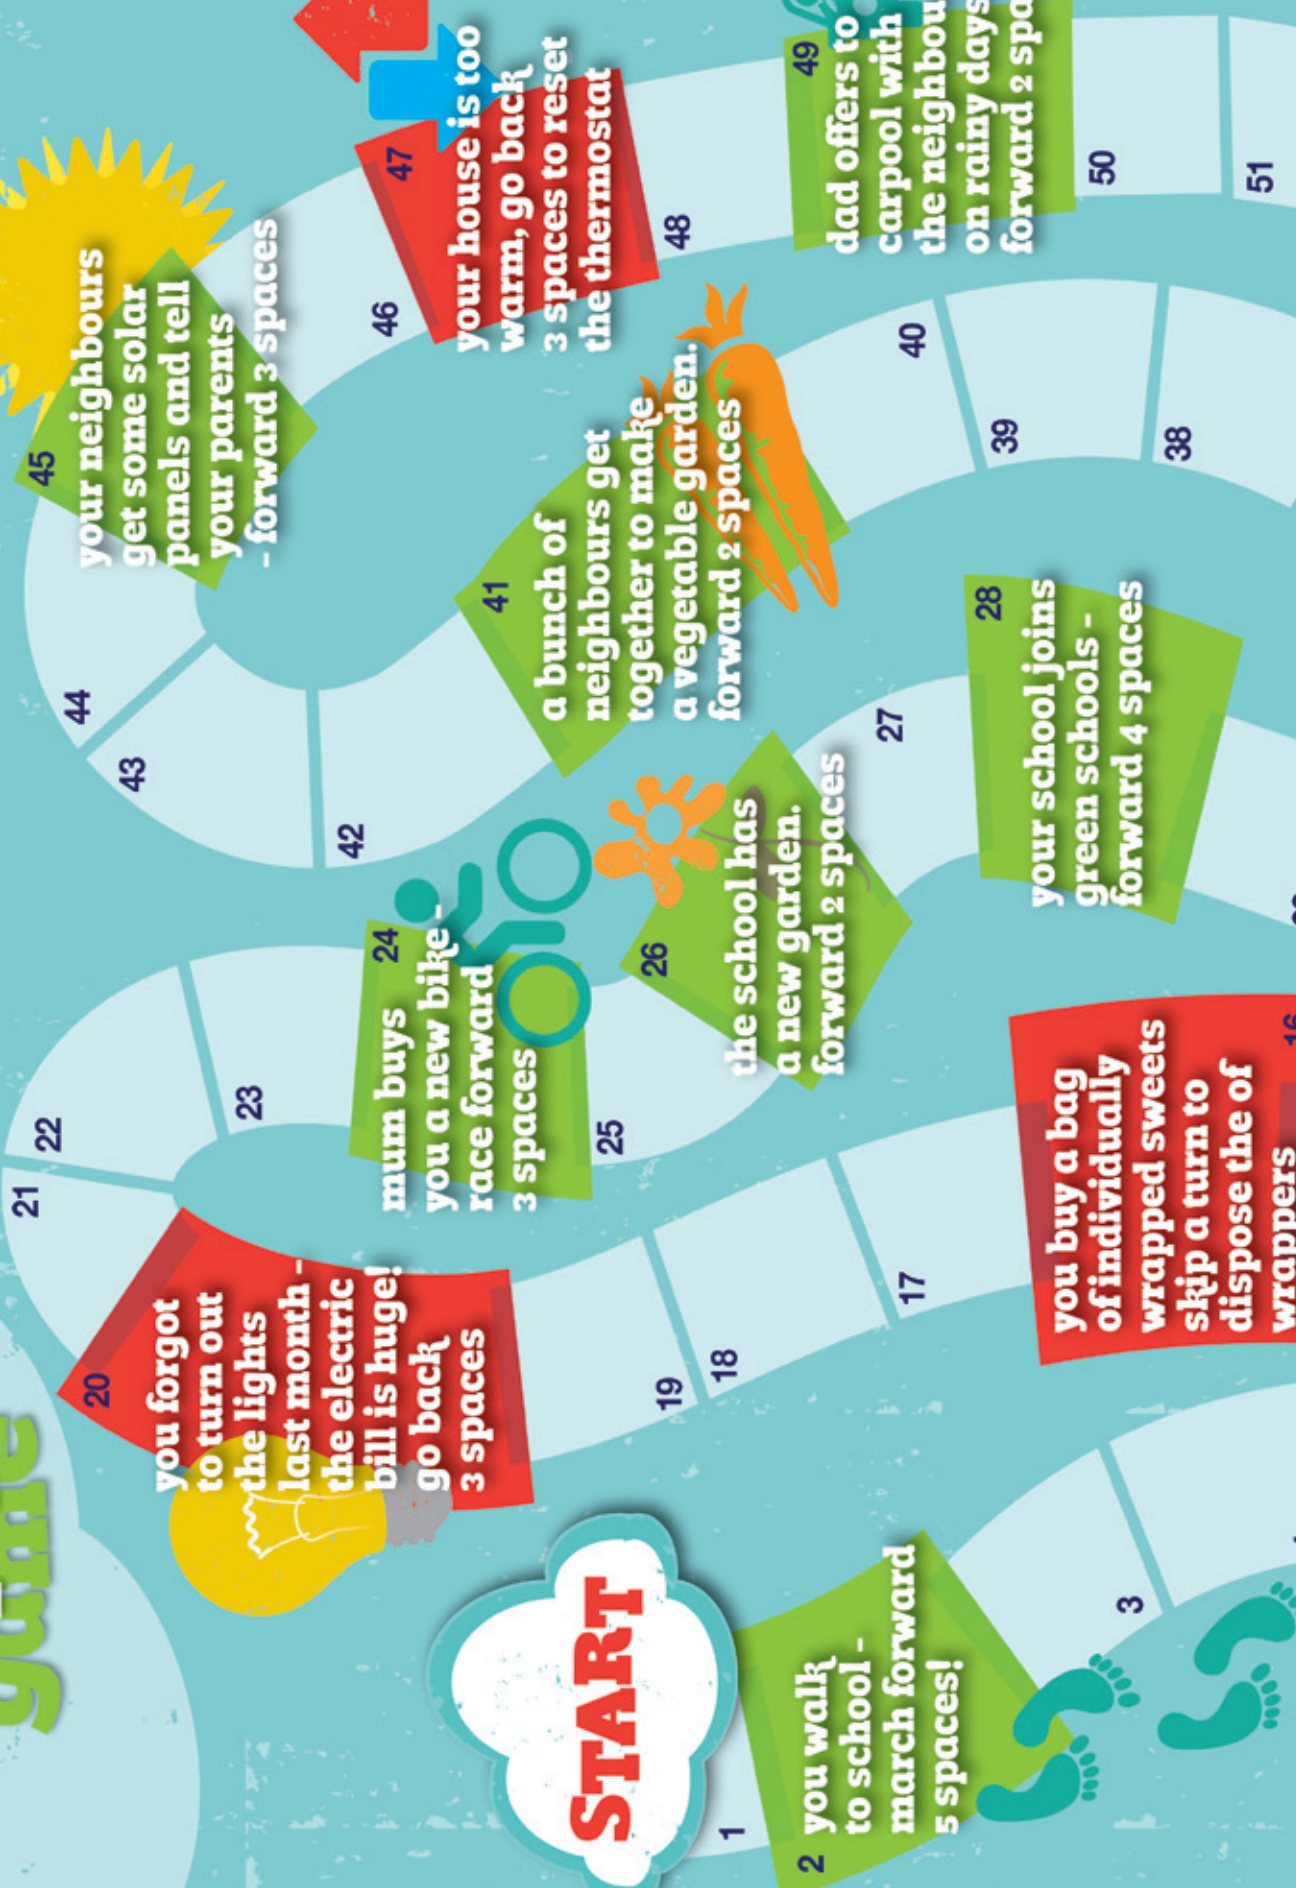 game
START
1
2
you walk
to school -
march forward
5 spaces!
3
16
you buy a bag
of individually
wrapped sweets
skip a turn to
dispose the of
wrappers
17
18
19
20
you forgot
to turn out
the lights
last month -
the electric
bill is huge!
go back
3 spaces
21
22
23
24
mum buys
you a new bike -
race forward
3 spaces
25
26
the school has
a new garden.
forward 2 spaces
27
28
your school joins
green schools -
forward 4 spaces
38
39
40
41
a bunch of
neighbours get
together to make
a vegetable garden.
forward 2 spaces
42
43
44
45
your neighbours
get some solar
panels and tell
your parents
- forward 3 spaces
46
47
your house is too
warm, go back
3 spaces to reset
the thermostat
48
49
dad offers to
carpool with
the neighbou
on rainy days
forward 2 spa
50
51